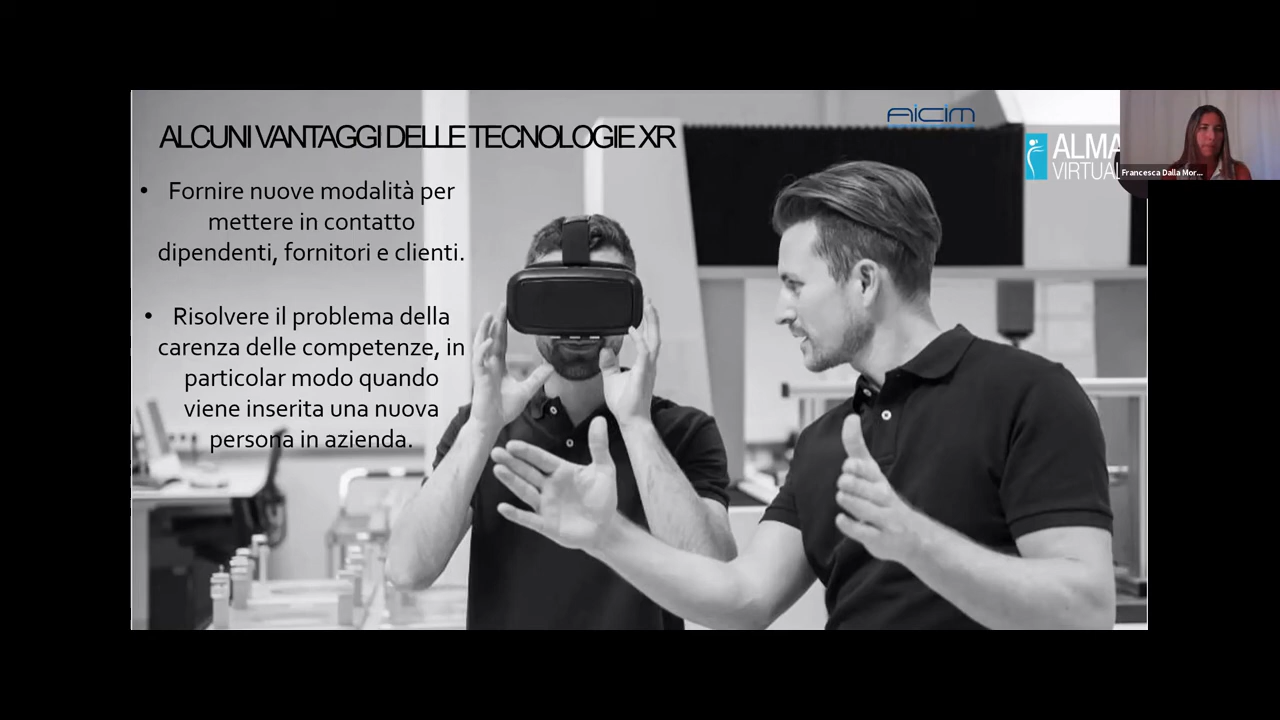 AICIM
ALCUNI VANTAGGI DELLE TECNOLOGIE XR
ALMA
VIRTUAL
Francesca Dalla Mor...
• Fornire nuove modalità per
mettere in contatto
dipendenti, fornitori e clienti.
• Risolvere il problema della
carenza delle competenze, in
particolar modo quando
viene inserita una nuova
persona in azienda.